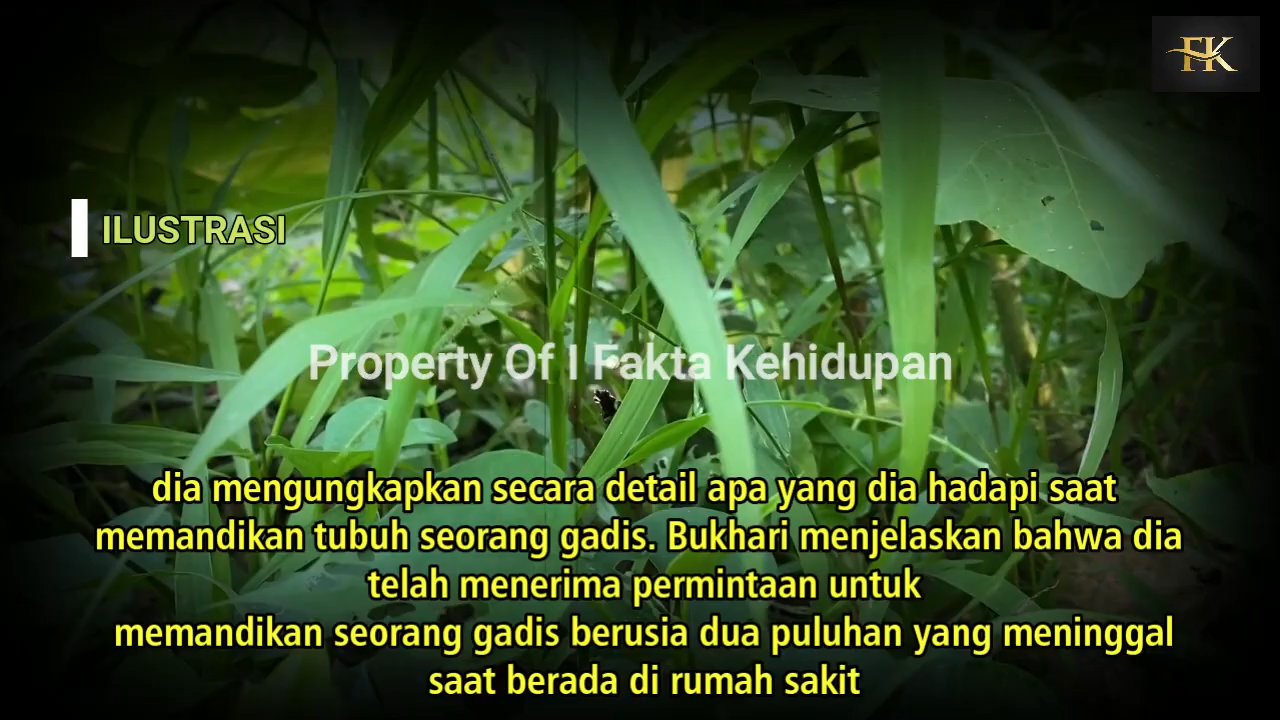 FK
ILUSTRASI
Property Of I Fakta Kehidupan
dia mengungkapkan secara detail apa yang dia hadapi saat
memandikan tubuh seorang gadis. Bukhari menjelaskan bahwa dia
telah menerima permintaan untuk
memandikan seorang gadis berusia dua puluhan yang meninggal
saat berada di rumah sakit